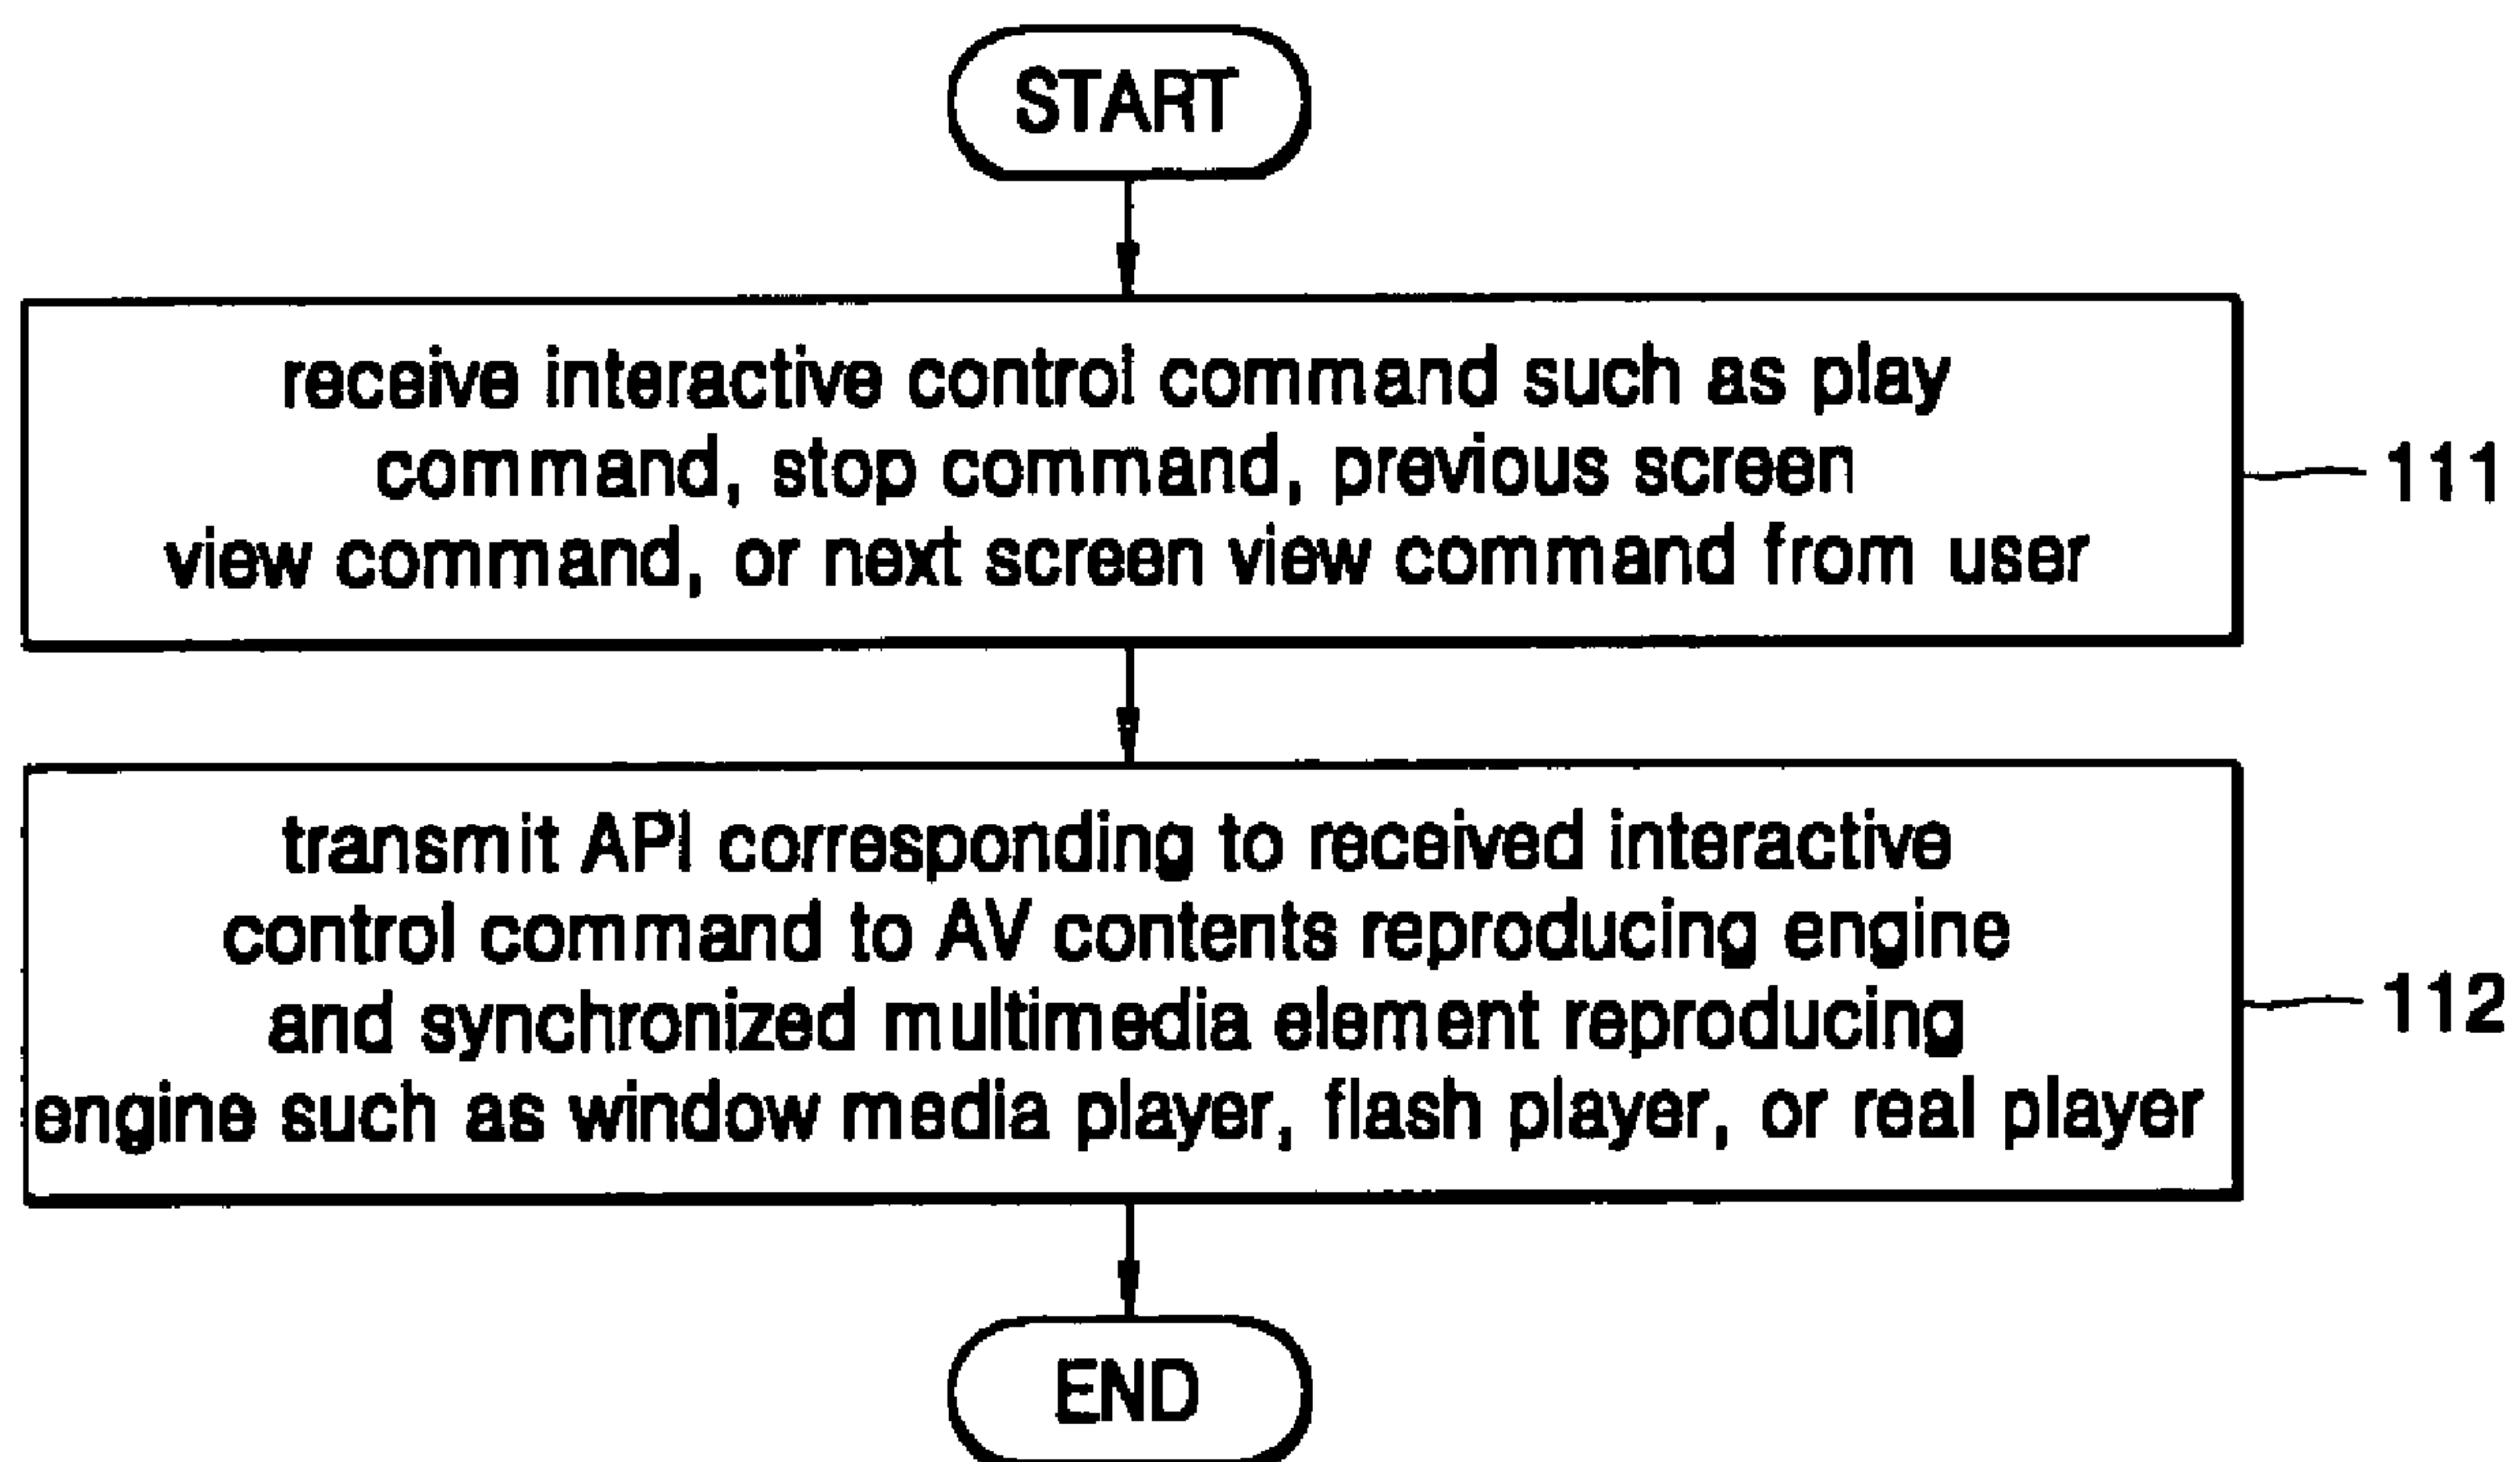 START
receive interactive control command such as play
command, stop command, previous screen
view command, or next screen view command from user
111
transmit API corresponding to received interactive
control command to AV contents reproducing engine
and synchronized multimedia element reproducing
engine such as window media player, flash player, or real player
112
END